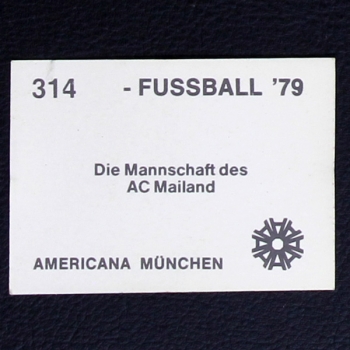 314 - FUSSBALL '79
Die Mannschaft des
AC Mailand
AMERICANA MÜNCHEN